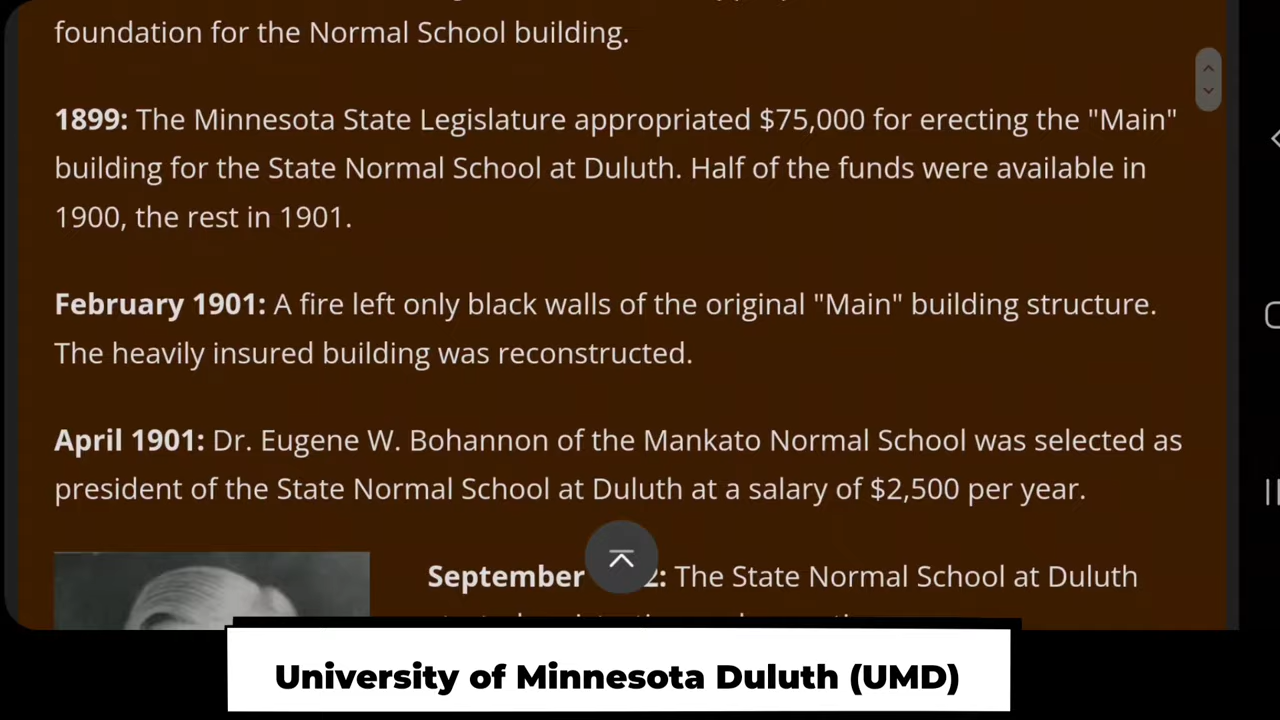 foundation for the Normal School building.
1899: The Minnesota State Legislature appropriated $75,000 for erecting the "Main"
building for the State Normal School at Duluth. Half of the funds were available in
1900, the rest in 1901.
February 1901: A fire left only black walls of the original "Main" building structure.
The heavily insured building was reconstructed.
April 1901: Dr. Eugene W. Bohannon of the Mankato Normal School was selected as
president of the State Normal School at Duluth at a salary of $2,500 per year.
September 2: The State Normal School at Duluth
University of Minnesota Duluth (UMD)